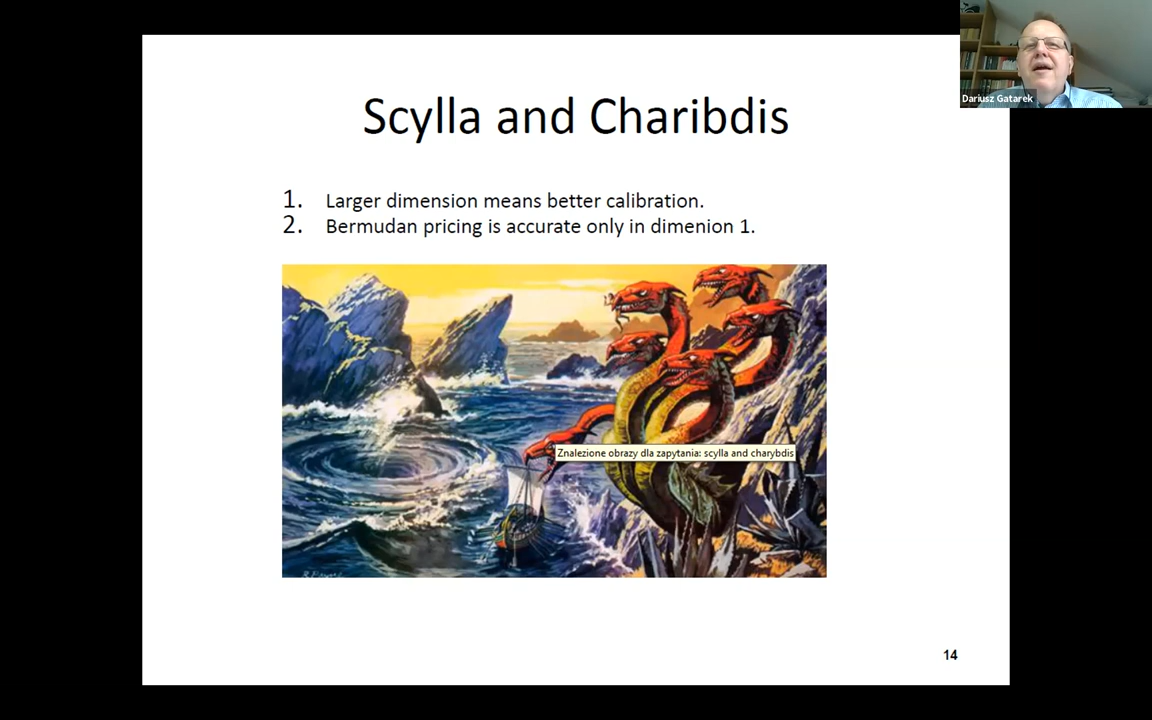 Dariusz Gatarek
Scylla and Charibdis
1. Larger dimension means better calibration.
2. Bermudan pricing is accurate only in dimenion 1.
Znalezione obrazy dla zapytania: scylla and charybdis
14